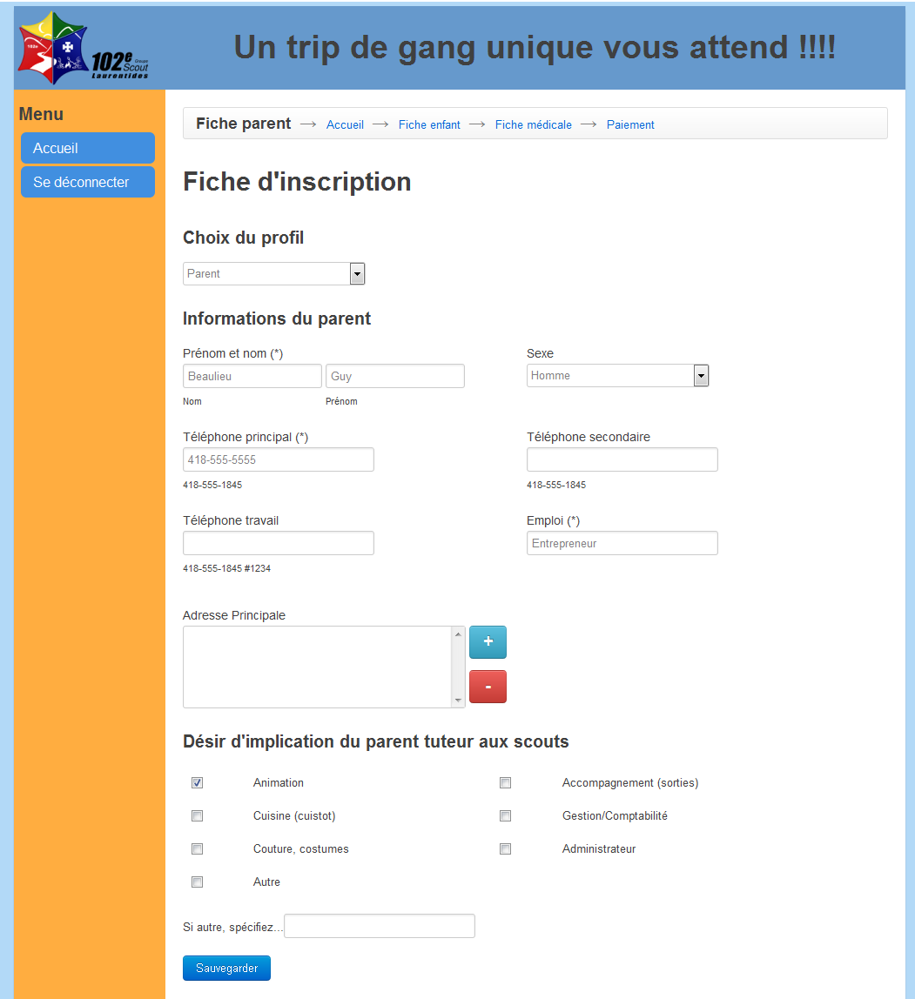 Un trip de gang unique vous attend !!!!
102e
102e Groupe Scout
Laurentides
Menu
Accueil
Se déconnecter
Fiche parent → Accueil → Fiche enfant → Fiche médicale → Paiement
Fiche d'inscription
Choix du profil
Parent
Informations du parent
Prénom et nom (*) Sexe
Beaulieu Guy Homme
Nom Prénom
Téléphone principal (*) Téléphone secondaire
418-555-5555
418-555-1845 418-555-1845
Téléphone travail Emploi (*)
Entrepreneur
418-555-1845 #1234
Adresse Principale
+
-
Désir d'implication du parent tuteur aux scouts
Animation Accompagnement (sorties)
Cuisine (cuistot) Gestion/Comptabilité
Couture, costumes Administrateur
Autre
Si autre, spécifiez...
Sauvegarder